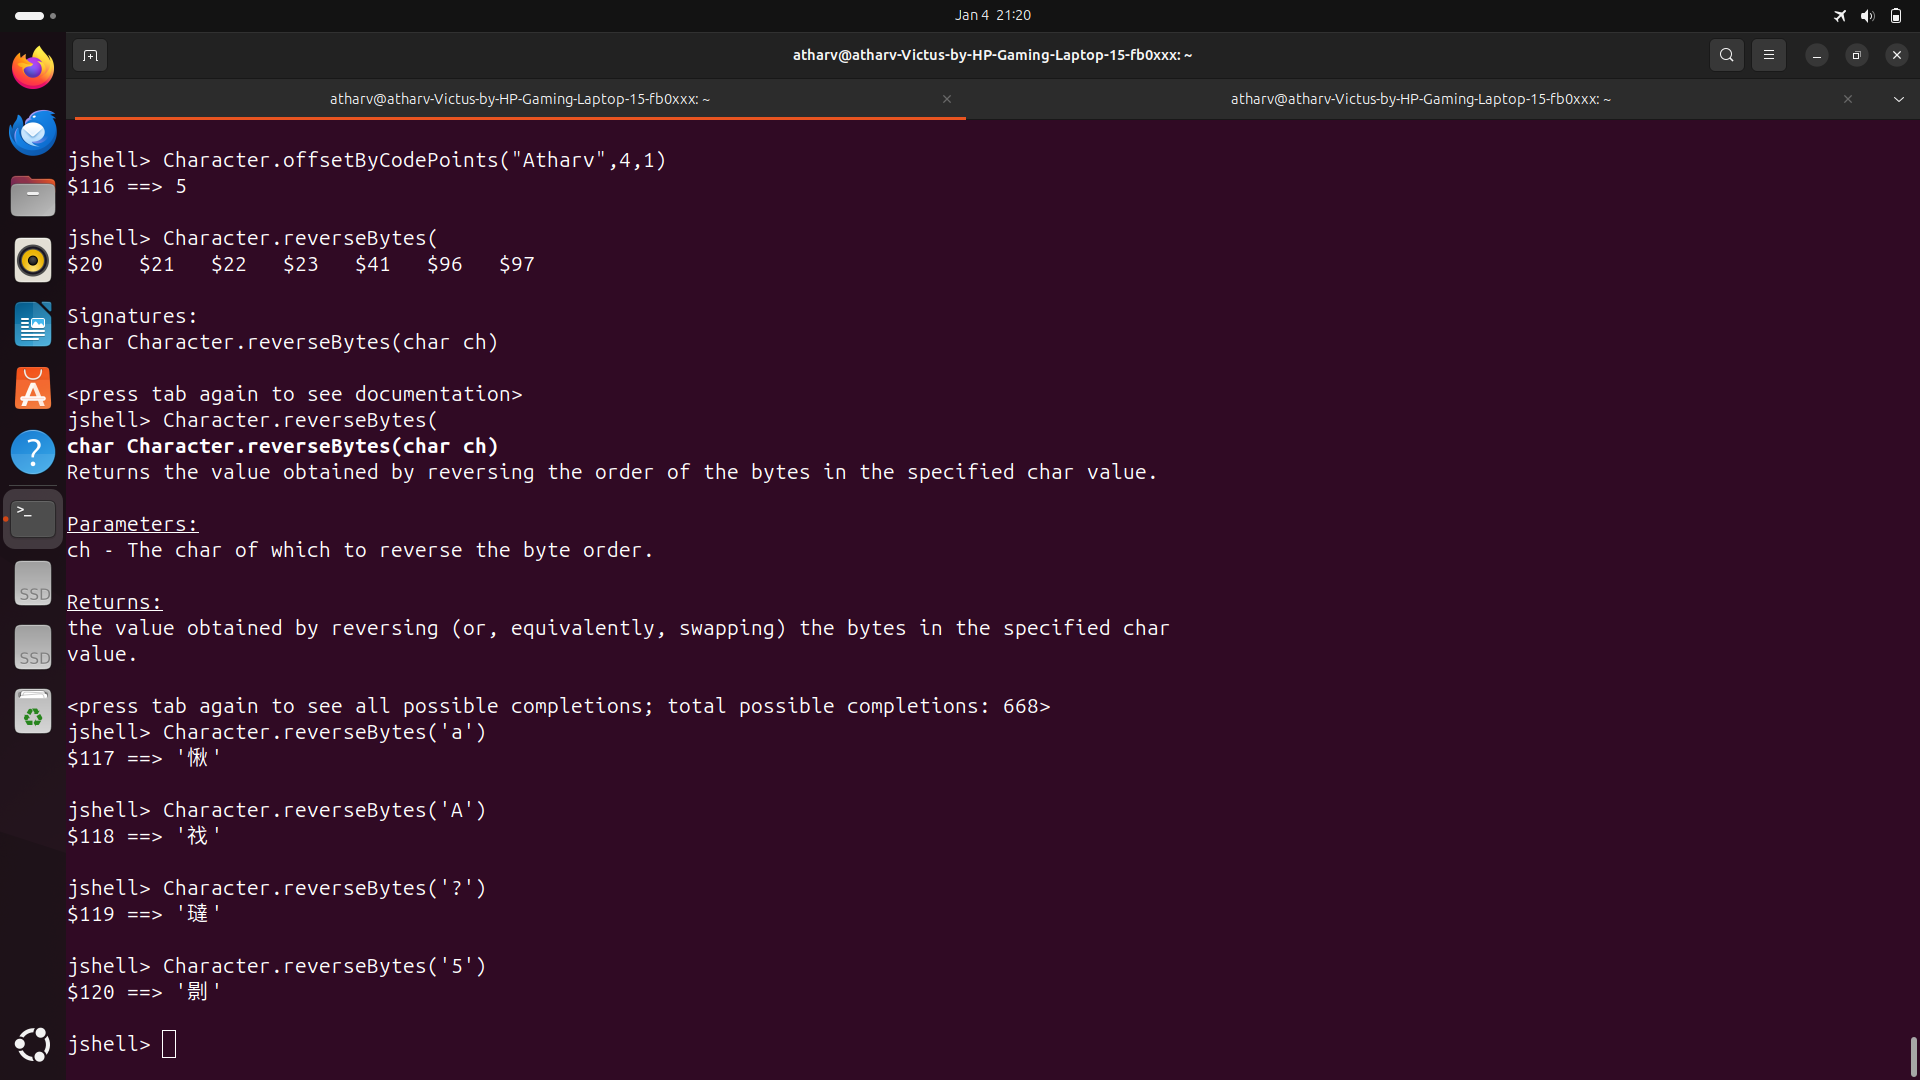 Jan 4 21:20
atharv@atharv-Victus-by-HP-Gaming-Laptop-15-fb0xxx: ~
atharv@atharv-Victus-by-HP-Gaming-Laptop-15-fb0xxx: ~
atharv@atharv-Victus-by-HP-Gaming-Laptop-15-fb0xxx: ~
jshell> Character.offsetByCodePoints("Atharv",4,1)
$116 ==> 5
jshell> Character.reverseBytes(
$20   $21   $22   $23   $41   $96   $97
Signatures:
char Character.reverseBytes(char ch)
<press tab again to see documentation>
jshell> Character.reverseBytes(
char Character.reverseBytes(char ch)
Returns the value obtained by reversing the order of the bytes in the specified char value.
Parameters:
ch - The char of which to reverse the byte order.
Returns:
the value obtained by reversing (or, equivalently, swapping) the bytes in the specified char
value.
<press tab again to see all possible completions; total possible completions: 668>
jshell> Character.reverseBytes('a')
$117 ==> '愀'
jshell> Character.reverseBytes('A')
$118 ==> '䄀'
jshell> Character.reverseBytes('?')
$119 ==> '㼀'
jshell> Character.reverseBytes('5')
$120 ==> '㔀'
jshell>
SSD
SSD